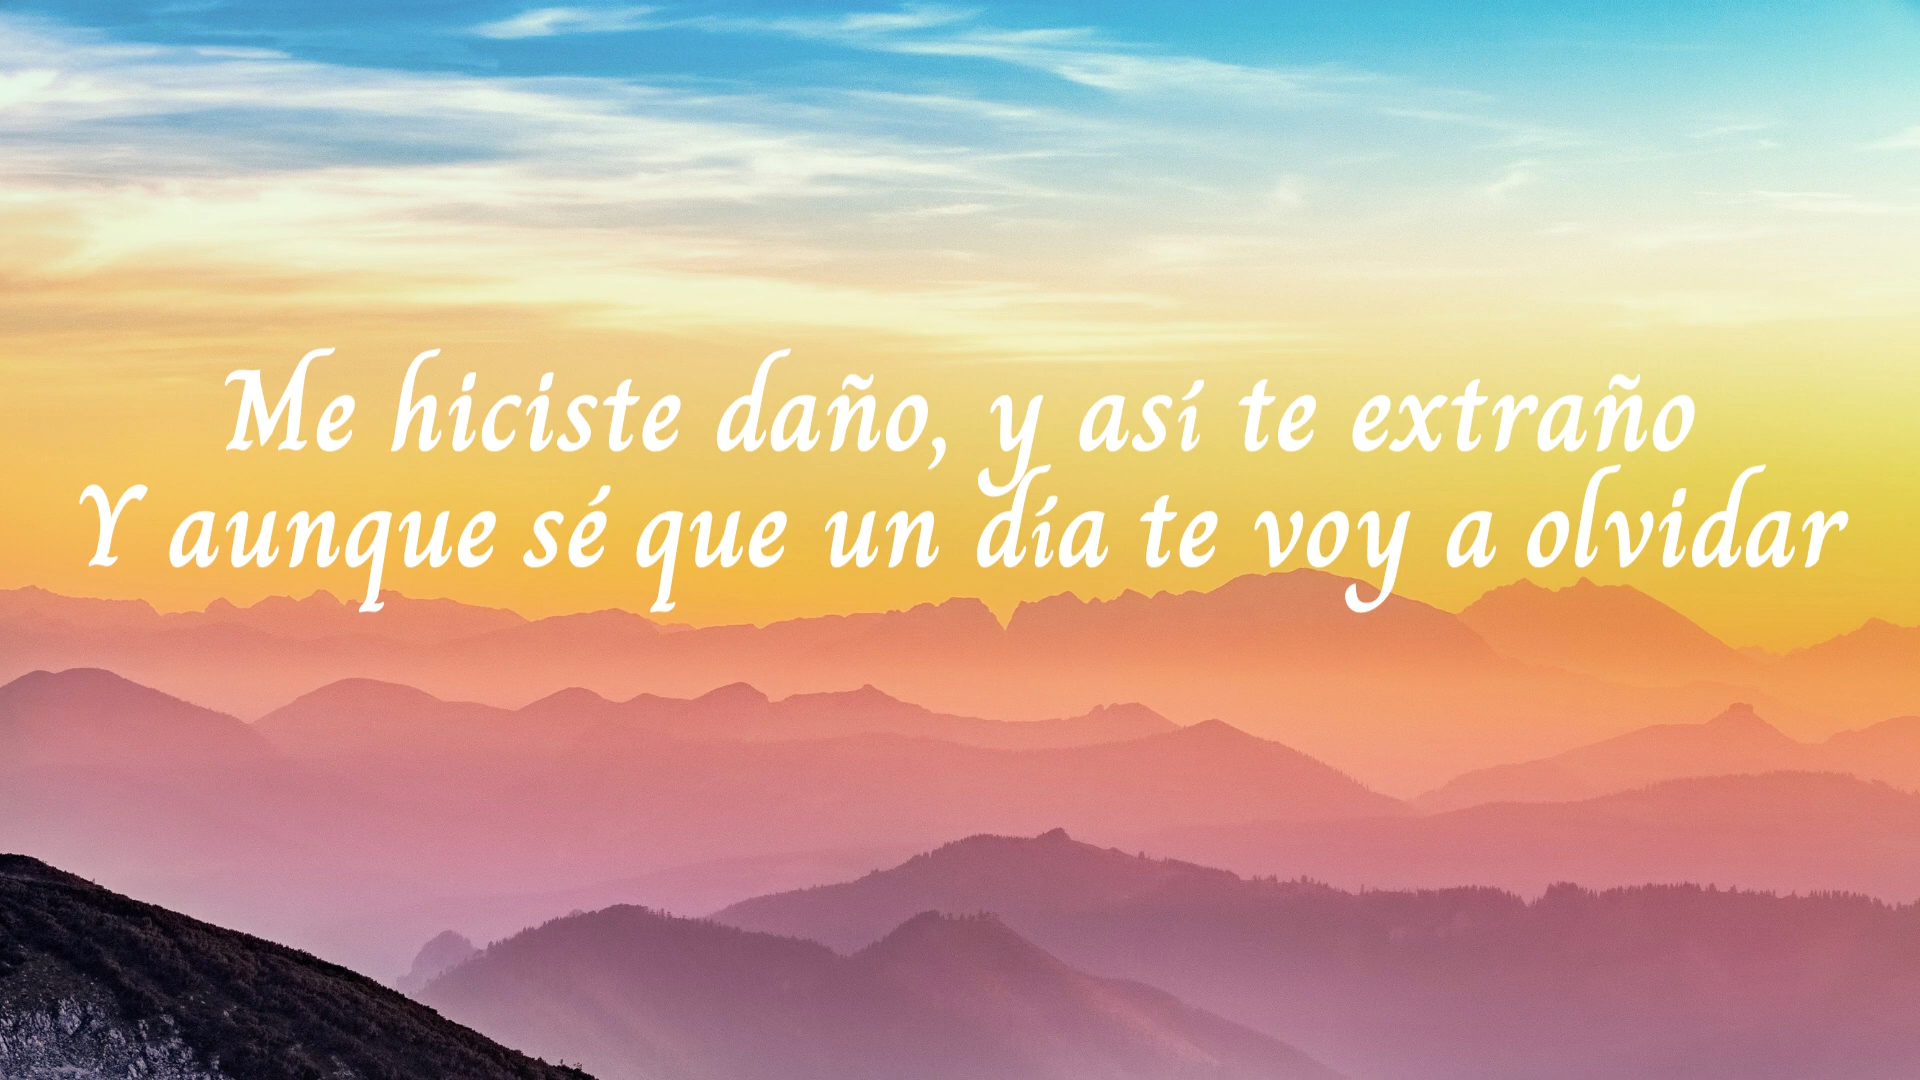 Me hiciste daño, y así te extraño
Y aunque sé que un día te voy a olvidar